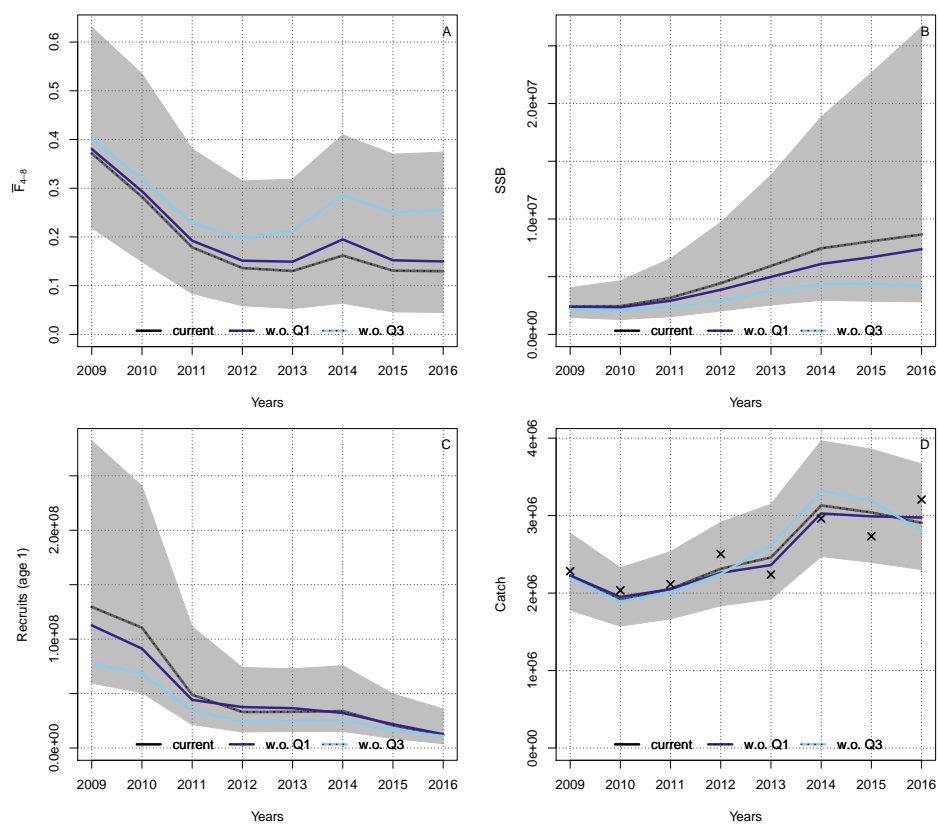 A
0.6
0.5
0.4
0.3
0.2
0.1
0.0
F̅4−8
current w.o. Q1 w.o. Q3
2009 2010 2011 2012 2013 2014 2015 2016
Years
B
2.0e+07
1.0e+07
0.0e+00
SSB
current w.o. Q1 w.o. Q3
2009 2010 2011 2012 2013 2014 2015 2016
Years
C
2.0e+08
1.0e+08
0.0e+00
Recruits (age 1)
current w.o. Q1 w.o. Q3
2009 2010 2011 2012 2013 2014 2015 2016
Years
D
4e+06
3e+06
2e+06
1e+06
0e+00
Catch
current w.o. Q1 w.o. Q3
2009 2010 2011 2012 2013 2014 2015 2016
Years